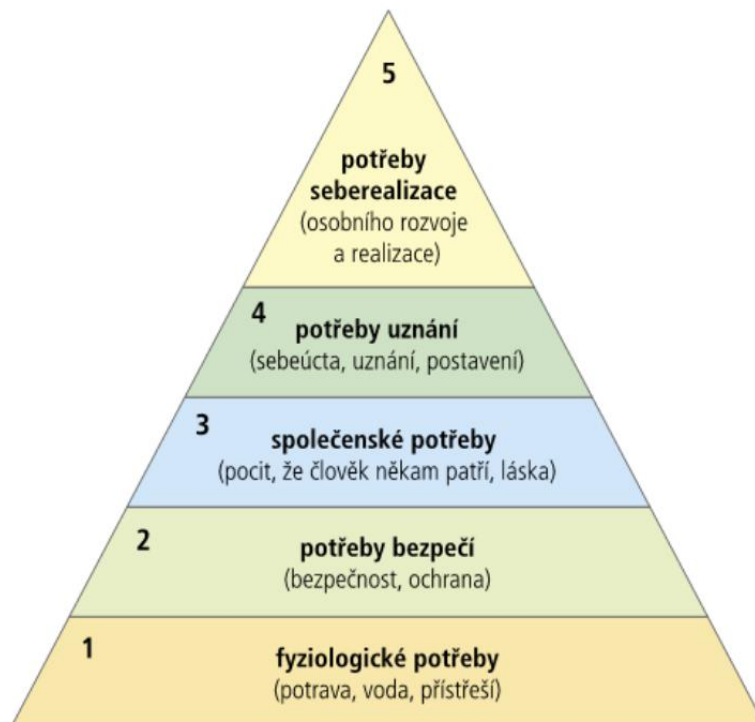 5
potřeby
seberealizace
(osobního rozvoje
a realizace)
4
potřeby uznání
(sebeúcta, uznání, postavení)
3
společenské potřeby
(pocit, že člověk někam patří, láska)
2
potřeby bezpečí
(bezpečnost, ochrana)
1
fyziologické potřeby
(potrava, voda, přístřeší)